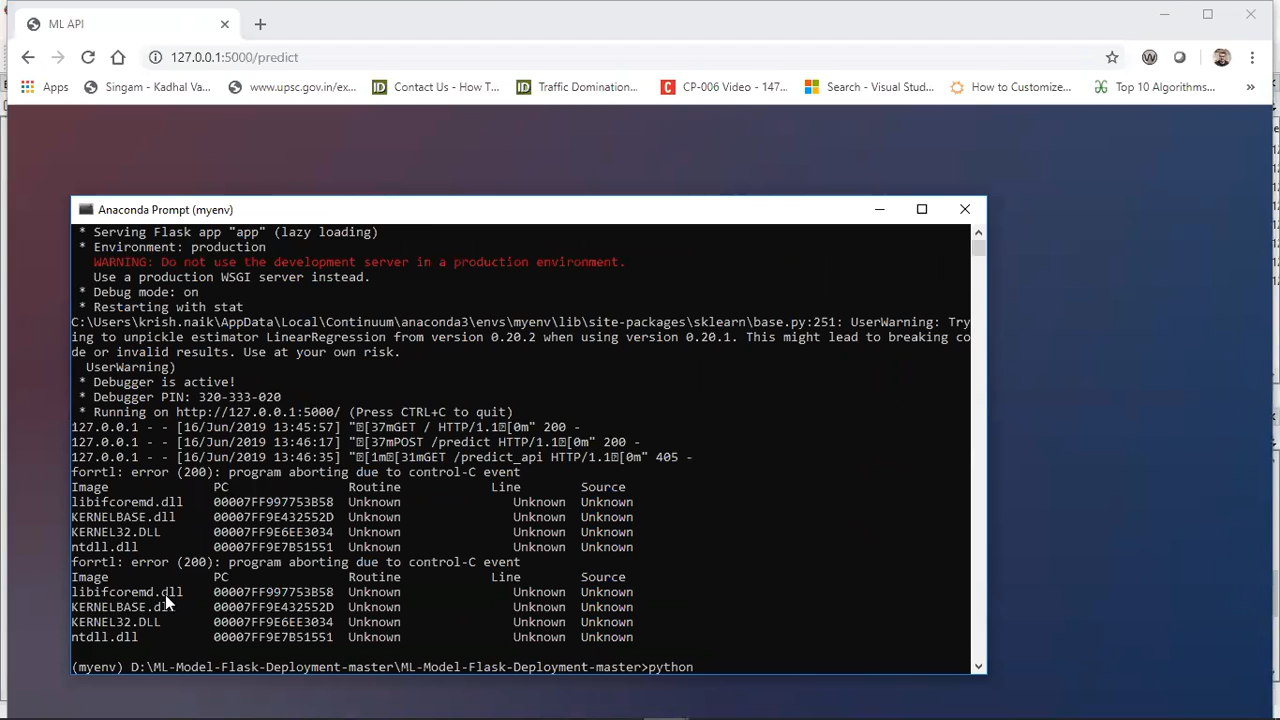 ML API
127.0.0.1:5000/predict
Apps Singam - Kadhal Va... www.upsc.gov.in/ex... Contact Us - How T... Traffic Domination... CP-006 Video - 147... Search - Visual Stud... How to Customize... Top 10 Algorithms... »
Anaconda Prompt (myenv)
* Serving Flask app "app" (lazy loading)
* Environment: production
WARNING: Do not use the development server in a production environment.
Use a production WSGI server instead.
* Debug mode: on
* Restarting with stat
C:\Users\krish.naik\AppData\Local\Continuum\anaconda3\envs\myenv\lib\site-packages\sklearn\base.py:251: UserWarning: Try
ing to unpickle estimator LinearRegression from version 0.20.2 when using version 0.20.1. This might lead to breaking co
de or invalid results. Use at your own risk.
UserWarning)
* Debugger is active!
* Debugger PIN: 320-333-020
* Running on http://127.0.0.1:5000/ (Press CTRL+C to quit)
127.0.0.1 - - [16/Jun/2019 13:45:57] "[37mGET / HTTP/1.1[0m" 200 -
127.0.0.1 - - [16/Jun/2019 13:46:17] "[37mPOST /predict HTTP/1.1[0m" 200 -
127.0.0.1 - - [16/Jun/2019 13:46:35] "[1m[31mGET /predict_api HTTP/1.1[0m" 405 -
forrtl: error (200): program aborting due to control-C event
Image PC Routine Line Source
libifcoremd.dll 00007FF997753B58 Unknown Unknown Unknown
KERNELBASE.dll 00007FF9E432552D Unknown Unknown Unknown
KERNEL32.DLL 00007FF9E6EE3034 Unknown Unknown Unknown
ntdll.dll 00007FF9E7B51551 Unknown Unknown Unknown
forrtl: error (200): program aborting due to control-C event
Image PC Routine Line Source
libifcoremd.dll 00007FF997753B58 Unknown Unknown Unknown
KERNELBASE.dll 00007FF9E432552D Unknown Unknown Unknown
KERNEL32.DLL 00007FF9E6EE3034 Unknown Unknown Unknown
ntdll.dll 00007FF9E7B51551 Unknown Unknown Unknown
(myenv) D:\ML-Model-Flask-Deployment-master\ML-Model-Flask-Deployment-master>python